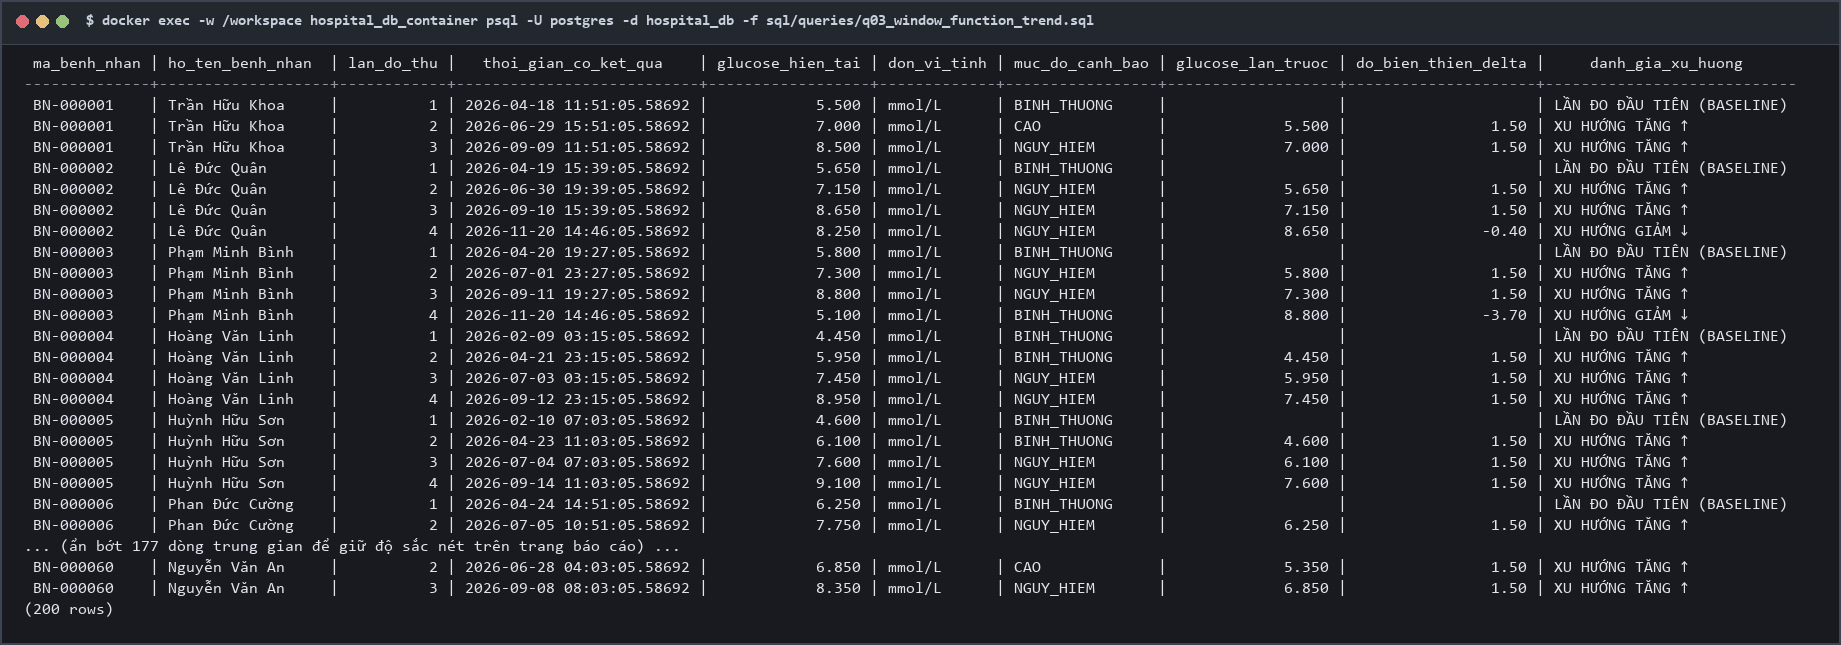 $ docker exec -w /workspace hospital_db_container psql -U postgres -d hospital_db -f sql/queries/q03_window_function_trend.sql
ma_benh_nhan | ho_ten_benh_nhan | lan_do_thu | thoi_gian_co_ket_qua | glucose_hien_tai | don_vi_tinh | muc_do_canh_bao | glucose_lan_truoc | do_bien_thien_delta | danh_gia_xu_huong
-------------+------------------+------------+---------------------------+------------------+-------------+-----------------+-------------------+---------------------+----------------------------
BN-000001 | Trần Hữu Khoa | 1 | 2026-04-18 11:51:05.58692 | 5.500 | mmol/L | BINH_THUONG | | | LẦN ĐO ĐẦU TIÊN (BASELINE)
BN-000001 | Trần Hữu Khoa | 2 | 2026-06-29 15:51:05.58692 | 7.000 | mmol/L | CAO | 5.500 | 1.50 | XU HƯỚNG TĂNG ↑
BN-000001 | Trần Hữu Khoa | 3 | 2026-09-09 11:51:05.58692 | 8.500 | mmol/L | NGUY_HIEM | 7.000 | 1.50 | XU HƯỚNG TĂNG ↑
BN-000002 | Lê Đức Quân | 1 | 2026-04-19 15:39:05.58692 | 5.650 | mmol/L | BINH_THUONG | | | LẦN ĐO ĐẦU TIÊN (BASELINE)
BN-000002 | Lê Đức Quân | 2 | 2026-06-30 19:39:05.58692 | 7.150 | mmol/L | NGUY_HIEM | 5.650 | 1.50 | XU HƯỚNG TĂNG ↑
BN-000002 | Lê Đức Quân | 3 | 2026-09-10 15:39:05.58692 | 8.650 | mmol/L | NGUY_HIEM | 7.150 | 1.50 | XU HƯỚNG TĂNG ↑
BN-000002 | Lê Đức Quân | 4 | 2026-11-20 14:46:05.58692 | 8.250 | mmol/L | NGUY_HIEM | 8.650 | -0.40 | XU HƯỚNG GIẢM ↓
BN-000003 | Phạm Minh Bình | 1 | 2026-04-20 19:27:05.58692 | 5.800 | mmol/L | BINH_THUONG | | | LẦN ĐO ĐẦU TIÊN (BASELINE)
BN-000003 | Phạm Minh Bình | 2 | 2026-07-01 23:27:05.58692 | 7.300 | mmol/L | NGUY_HIEM | 5.800 | 1.50 | XU HƯỚNG TĂNG ↑
BN-000003 | Phạm Minh Bình | 3 | 2026-09-11 19:27:05.58692 | 8.800 | mmol/L | NGUY_HIEM | 7.300 | 1.50 | XU HƯỚNG TĂNG ↑
BN-000003 | Phạm Minh Bình | 4 | 2026-11-20 14:46:05.58692 | 5.100 | mmol/L | BINH_THUONG | 8.800 | -3.70 | XU HƯỚNG GIẢM ↓
BN-000004 | Hoàng Văn Linh | 1 | 2026-02-09 03:15:05.58692 | 4.450 | mmol/L | BINH_THUONG | | | LẦN ĐO ĐẦU TIÊN (BASELINE)
BN-000004 | Hoàng Văn Linh | 2 | 2026-04-21 23:15:05.58692 | 5.950 | mmol/L | BINH_THUONG | 4.450 | 1.50 | XU HƯỚNG TĂNG ↑
BN-000004 | Hoàng Văn Linh | 3 | 2026-07-03 03:15:05.58692 | 7.450 | mmol/L | NGUY_HIEM | 5.950 | 1.50 | XU HƯỚNG TĂNG ↑
BN-000004 | Hoàng Văn Linh | 4 | 2026-09-12 23:15:05.58692 | 8.950 | mmol/L | NGUY_HIEM | 7.450 | 1.50 | XU HƯỚNG TĂNG ↑
BN-000005 | Huỳnh Hữu Sơn | 1 | 2026-02-10 07:03:05.58692 | 4.600 | mmol/L | BINH_THUONG | | | LẦN ĐO ĐẦU TIÊN (BASELINE)
BN-000005 | Huỳnh Hữu Sơn | 2 | 2026-04-23 11:03:05.58692 | 6.100 | mmol/L | BINH_THUONG | 4.600 | 1.50 | XU HƯỚNG TĂNG ↑
BN-000005 | Huỳnh Hữu Sơn | 3 | 2026-07-04 07:03:05.58692 | 7.600 | mmol/L | NGUY_HIEM | 6.100 | 1.50 | XU HƯỚNG TĂNG ↑
BN-000005 | Huỳnh Hữu Sơn | 4 | 2026-09-14 11:03:05.58692 | 9.100 | mmol/L | NGUY_HIEM | 7.600 | 1.50 | XU HƯỚNG TĂNG ↑
BN-000006 | Phan Đức Cường | 1 | 2026-04-24 14:51:05.58692 | 6.250 | mmol/L | BINH_THUONG | | | LẦN ĐO ĐẦU TIÊN (BASELINE)
BN-000006 | Phan Đức Cường | 2 | 2026-07-05 10:51:05.58692 | 7.750 | mmol/L | NGUY_HIEM | 6.250 | 1.50 | XU HƯỚNG TĂNG ↑
... (ẩn bớt 177 dòng trung gian để giữ độ sắc nét trên trang báo cáo) ...
BN-000060 | Nguyễn Văn An | 2 | 2026-06-28 04:03:05.58692 | 6.850 | mmol/L | CAO | 5.350 | 1.50 | XU HƯỚNG TĂNG ↑
BN-000060 | Nguyễn Văn An | 3 | 2026-09-08 08:03:05.58692 | 8.350 | mmol/L | NGUY_HIEM | 6.850 | 1.50 | XU HƯỚNG TĂNG ↑
(200 rows)